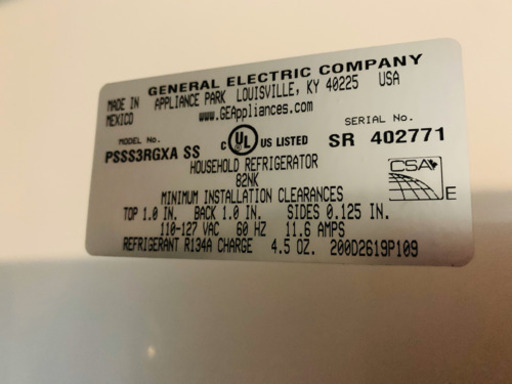 GENERAL ELECTRIC COMPANY
MADE IN MEXICO
APPLIANCE PARK LOUISVILLE, KY 40225 USA
www.GEAppliances.com
MODEL No.
PSSS3RGXA SS
C UL US LISTED
SERIAL No.
SR 402771
HOUSEHOLD REFRIGERATOR
82NK
CSA
E
MINIMUM INSTALLATION CLEARANCES
TOP 1.0 IN. BACK 1.0 IN. SIDES 0.125 IN.
110-127 VAC 60 HZ 11.6 AMPS
REFRIGERANT R134A CHARGE 4.5 OZ. 200D2619P109